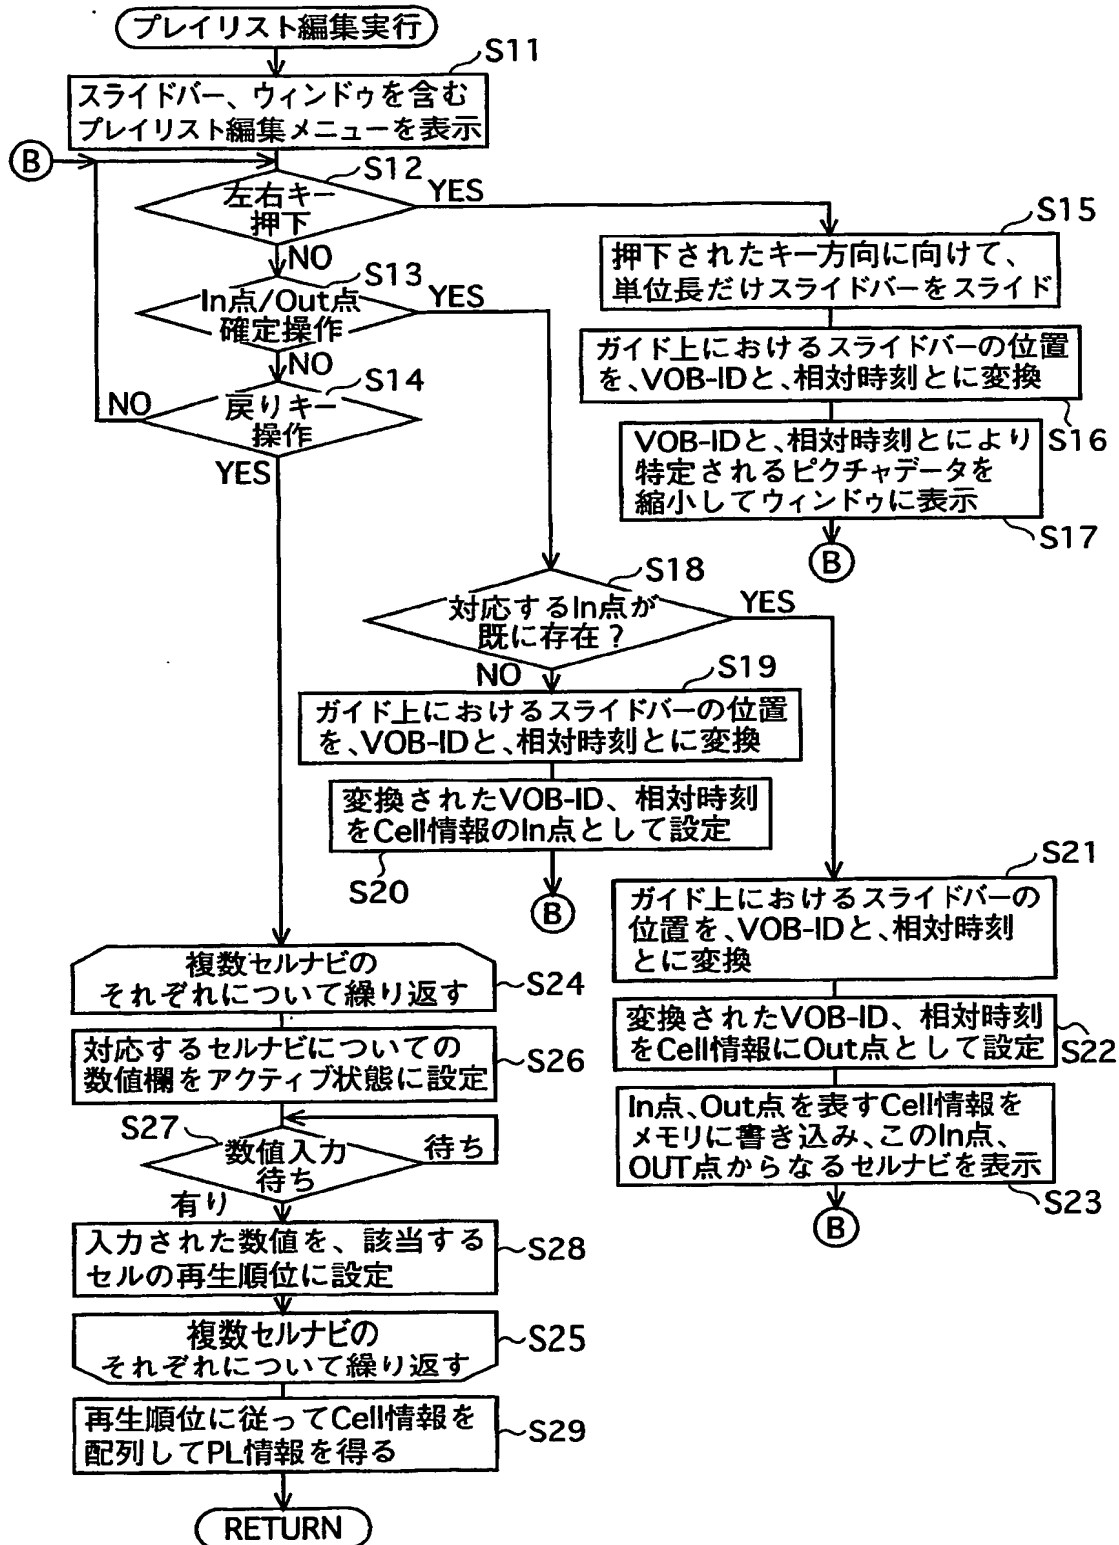 プレイリスト編集実行
S11
スライドバー、ウィンドゥを含む
プレイリスト編集メニューを表示
B
S12
左右キー
押下
YES
NO
S13
In点/Out点
確定操作
YES
NO
S14
戻りキー
操作
NO
YES
S15
押下されたキー方向に向けて、
単位長だけスライドバーをスライド
ガイド上におけるスライドバーの位置
を、VOB-IDと、相対時刻とに変換
S16
VOB-IDと、相対時刻とにより
特定されるピクチャデータを
縮小してウィンドゥに表示
S17
B
S18
対応するIn点が
既に存在?
YES
NO
S19
ガイド上におけるスライドバーの位置
を、VOB-IDと、相対時刻とに変換
変換されたVOB-ID、相対時刻
をCell情報のIn点として設定
S20
B
S21
ガイド上におけるスライドバーの
位置を、VOB-IDと、相対時刻
とに変換
変換されたVOB-ID、相対時刻
をCell情報にOut点として設定
S22
In点、Out点を表すCell情報を
メモリに書き込み、このIn点、
OUT点からなるセルナビを表示
S23
B
複数セルナビの
それぞれについて繰り返す
S24
対応するセルナビについての
数値欄をアクティブ状態に設定
S26
S27
数値入力
待ち
待ち
有り
入力された数値を、該当する
セルの再生順位に設定
S28
複数セルナビの
それぞれについて繰り返す
S25
再生順位に従ってCell情報を
配列してPL情報を得る
S29
RETURN